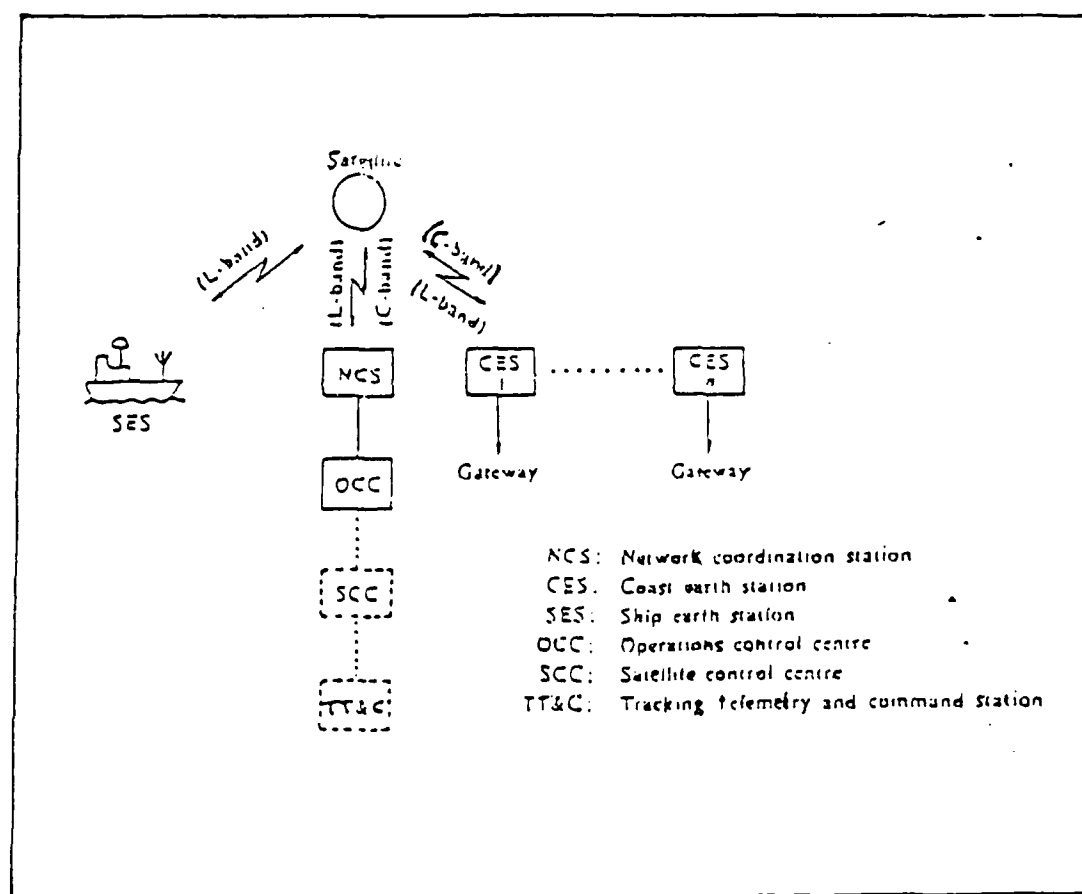 Satellite
(L-band)
(L-band)
(C-band)
(C-band)
(L-band)
SES
NCS
CES
1
CES
n
OCC
Gateway
Gateway
SCC
TT&C
NCS: Network coordination station
CES: Coast earth station
SES: Ship earth station
OCC: Operations control centre
SCC: Satellite control centre
TT&C: Tracking telemetry and command station